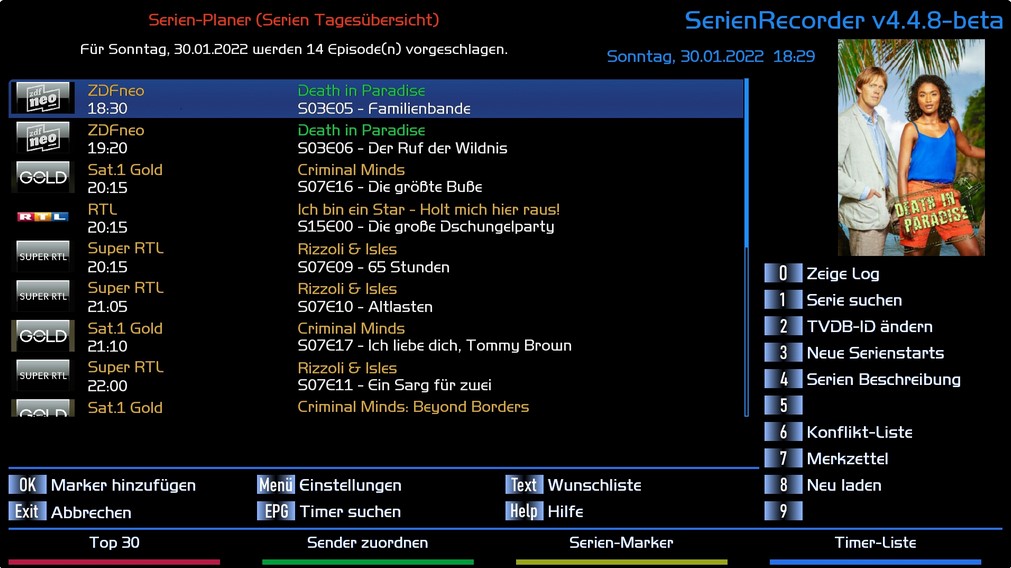 Serien-Planer (Serien Tagesübersicht)
SerienRecorder v4.4.8-beta
Für Sonntag, 30.01.2022 werden 14 Episode(n) vorgeschlagen.
Sonntag, 30.01.2022 18:29
zdf neo ZDFneo Death in Paradise
18:30 S03E05 - Familienbande
zdf neo ZDFneo Death in Paradise
19:20 S03E06 - Der Ruf der Wildnis
GOLD Sat.1 Gold Criminal Minds
20:15 S07E16 - Die größte Buße
RTL RTL Ich bin ein Star - Holt mich hier raus!
20:15 S15E00 - Die große Dschungelparty
SUPER RTL Super RTL Rizzoli & Isles
20:15 S07E09 - 65 Stunden
SUPER RTL Super RTL Rizzoli & Isles
21:05 S07E10 - Altlasten
GOLD Sat.1 Gold Criminal Minds
21:10 S07E17 - Ich liebe dich, Tommy Brown
SUPER RTL Super RTL Rizzoli & Isles
22:00 S07E11 - Ein Sarg für zwei
GOLD Sat.1 Gold Criminal Minds: Beyond Borders
DEATH IN
PARADISE
0 Zeige Log
1 Serie suchen
2 TVDB-ID ändern
3 Neue Serienstarts
4 Serien Beschreibung
5
6 Konflikt-Liste
7 Merkzettel
8 Neu laden
9
OK Marker hinzufügen Menü Einstellungen Text Wunschliste
Exit Abbrechen EPG Timer suchen Help Hilfe
Top 30 Sender zuordnen Serien-Marker Timer-Liste